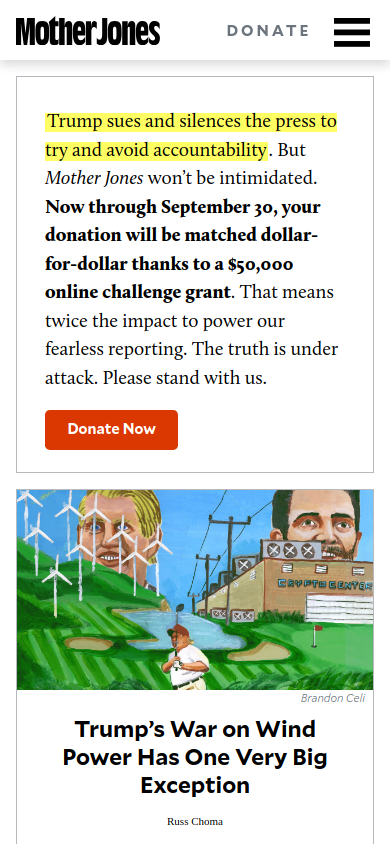 Mother Jones
DONATE
Trump sues and silences the press to
try and avoid accountability. But
Mother Jones won’t be intimidated.
Now through September 30, your
donation will be matched dollar-
for-dollar thanks to a $50,000
online challenge grant. That means
twice the impact to power our
fearless reporting. The truth is under
attack. Please stand with us.
Donate Now
CRYPTO CENTER
Brandon Celi
Trump’s War on Wind
Power Has One Very Big
Exception
Russ Choma